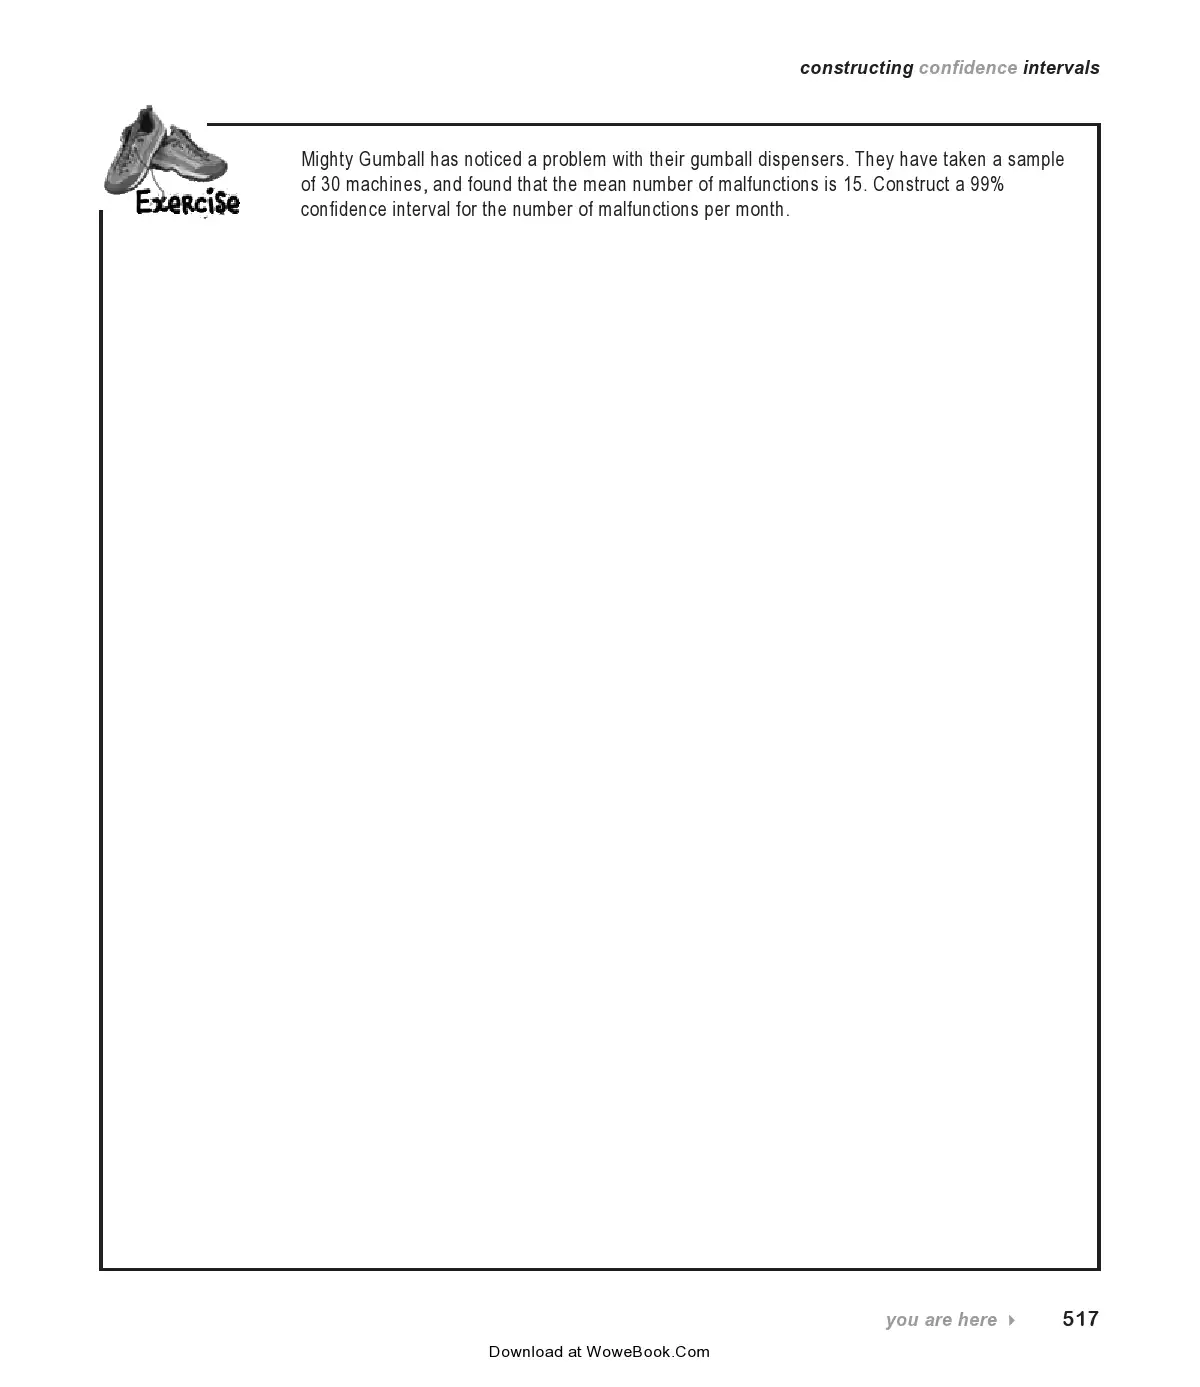 constructing confidence intervals
Exercise
Mighty Gumball has noticed a problem with their gumball dispensers. They have taken a sample
of 30 machines, and found that the mean number of malfunctions is 15. Construct a 99%
confidence interval for the number of malfunctions per month.
you are here
517
Download at WoweBook.Com